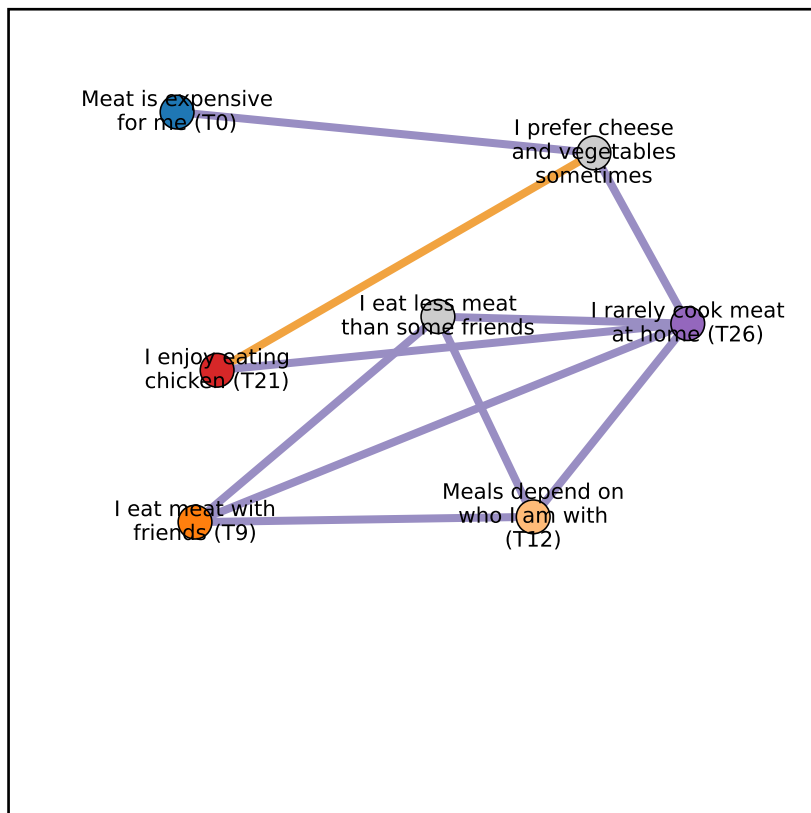 Meat is expensive
for me (T0)
I prefer cheese
and vegetables
sometimes
I eat less meat
than some friends
I rarely cook meat
at home (T26)
I enjoy eating
chicken (T21)
I eat meat with
friends (T9)
Meals depend on
who I am with
(T12)